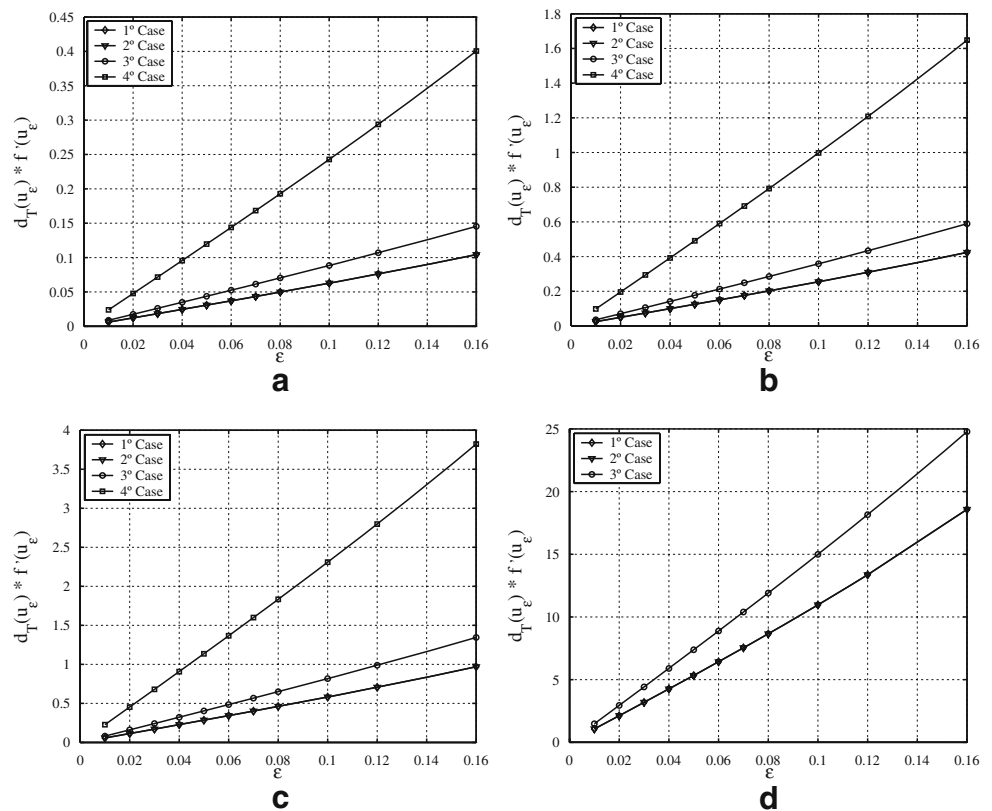 0.45
0.4
0.35
0.3
0.25
0.2
0.15
0.1
0.05
0
d_T(u_ε) * f '(u_ε)
1º Case
2º Case
3º Case
4º Case
0 0.02 0.04 0.06 0.08 0.1 0.12 0.14 0.16
ε
a
1.8
1.6
1.4
1.2
1.0
0.8
0.6
0.4
0.2
0
d_T(u_ε) * f '(u_ε)
1º Case
2º Case
3º Case
4º Case
0 0.02 0.04 0.06 0.08 0.1 0.12 0.14 0.16
ε
b
4
3.5
3
2.5
2
1.5
1
0.5
0
d_T(u_ε) * f '(u_ε)
1º Case
2º Case
3º Case
4º Case
0 0.02 0.04 0.06 0.08 0.1 0.12 0.14 0.16
ε
c
25
20
15
10
5
0
d_T(u_ε) * f '(u_ε)
1º Case
2º Case
3º Case
0 0.02 0.04 0.06 0.08 0.1 0.12 0.14 0.16
ε
d